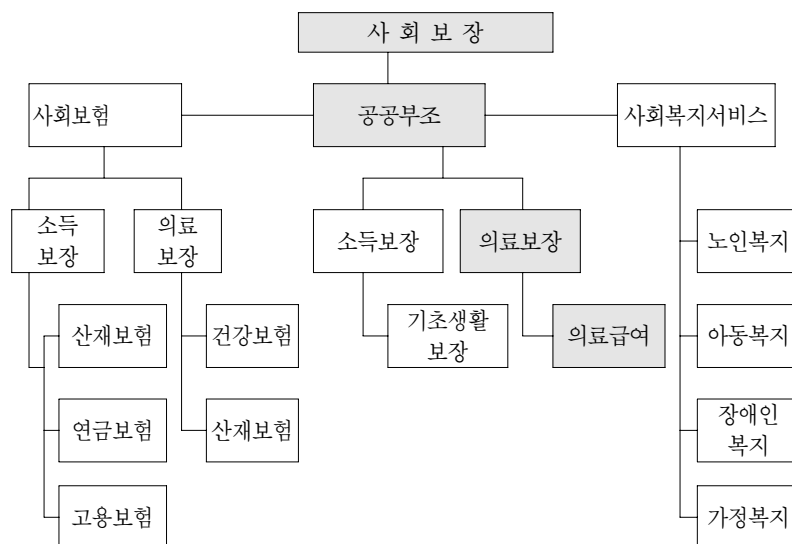 사 회 보 장
사회보험
공공부조
사회복지서비스
소득
보장
의료
보장
소득보장
의료보장
노인복지
산재보험
건강보험
기초생활
보장
의료급여
아동복지
연금보험
산재보험
장애인
복지
고용보험
가정복지